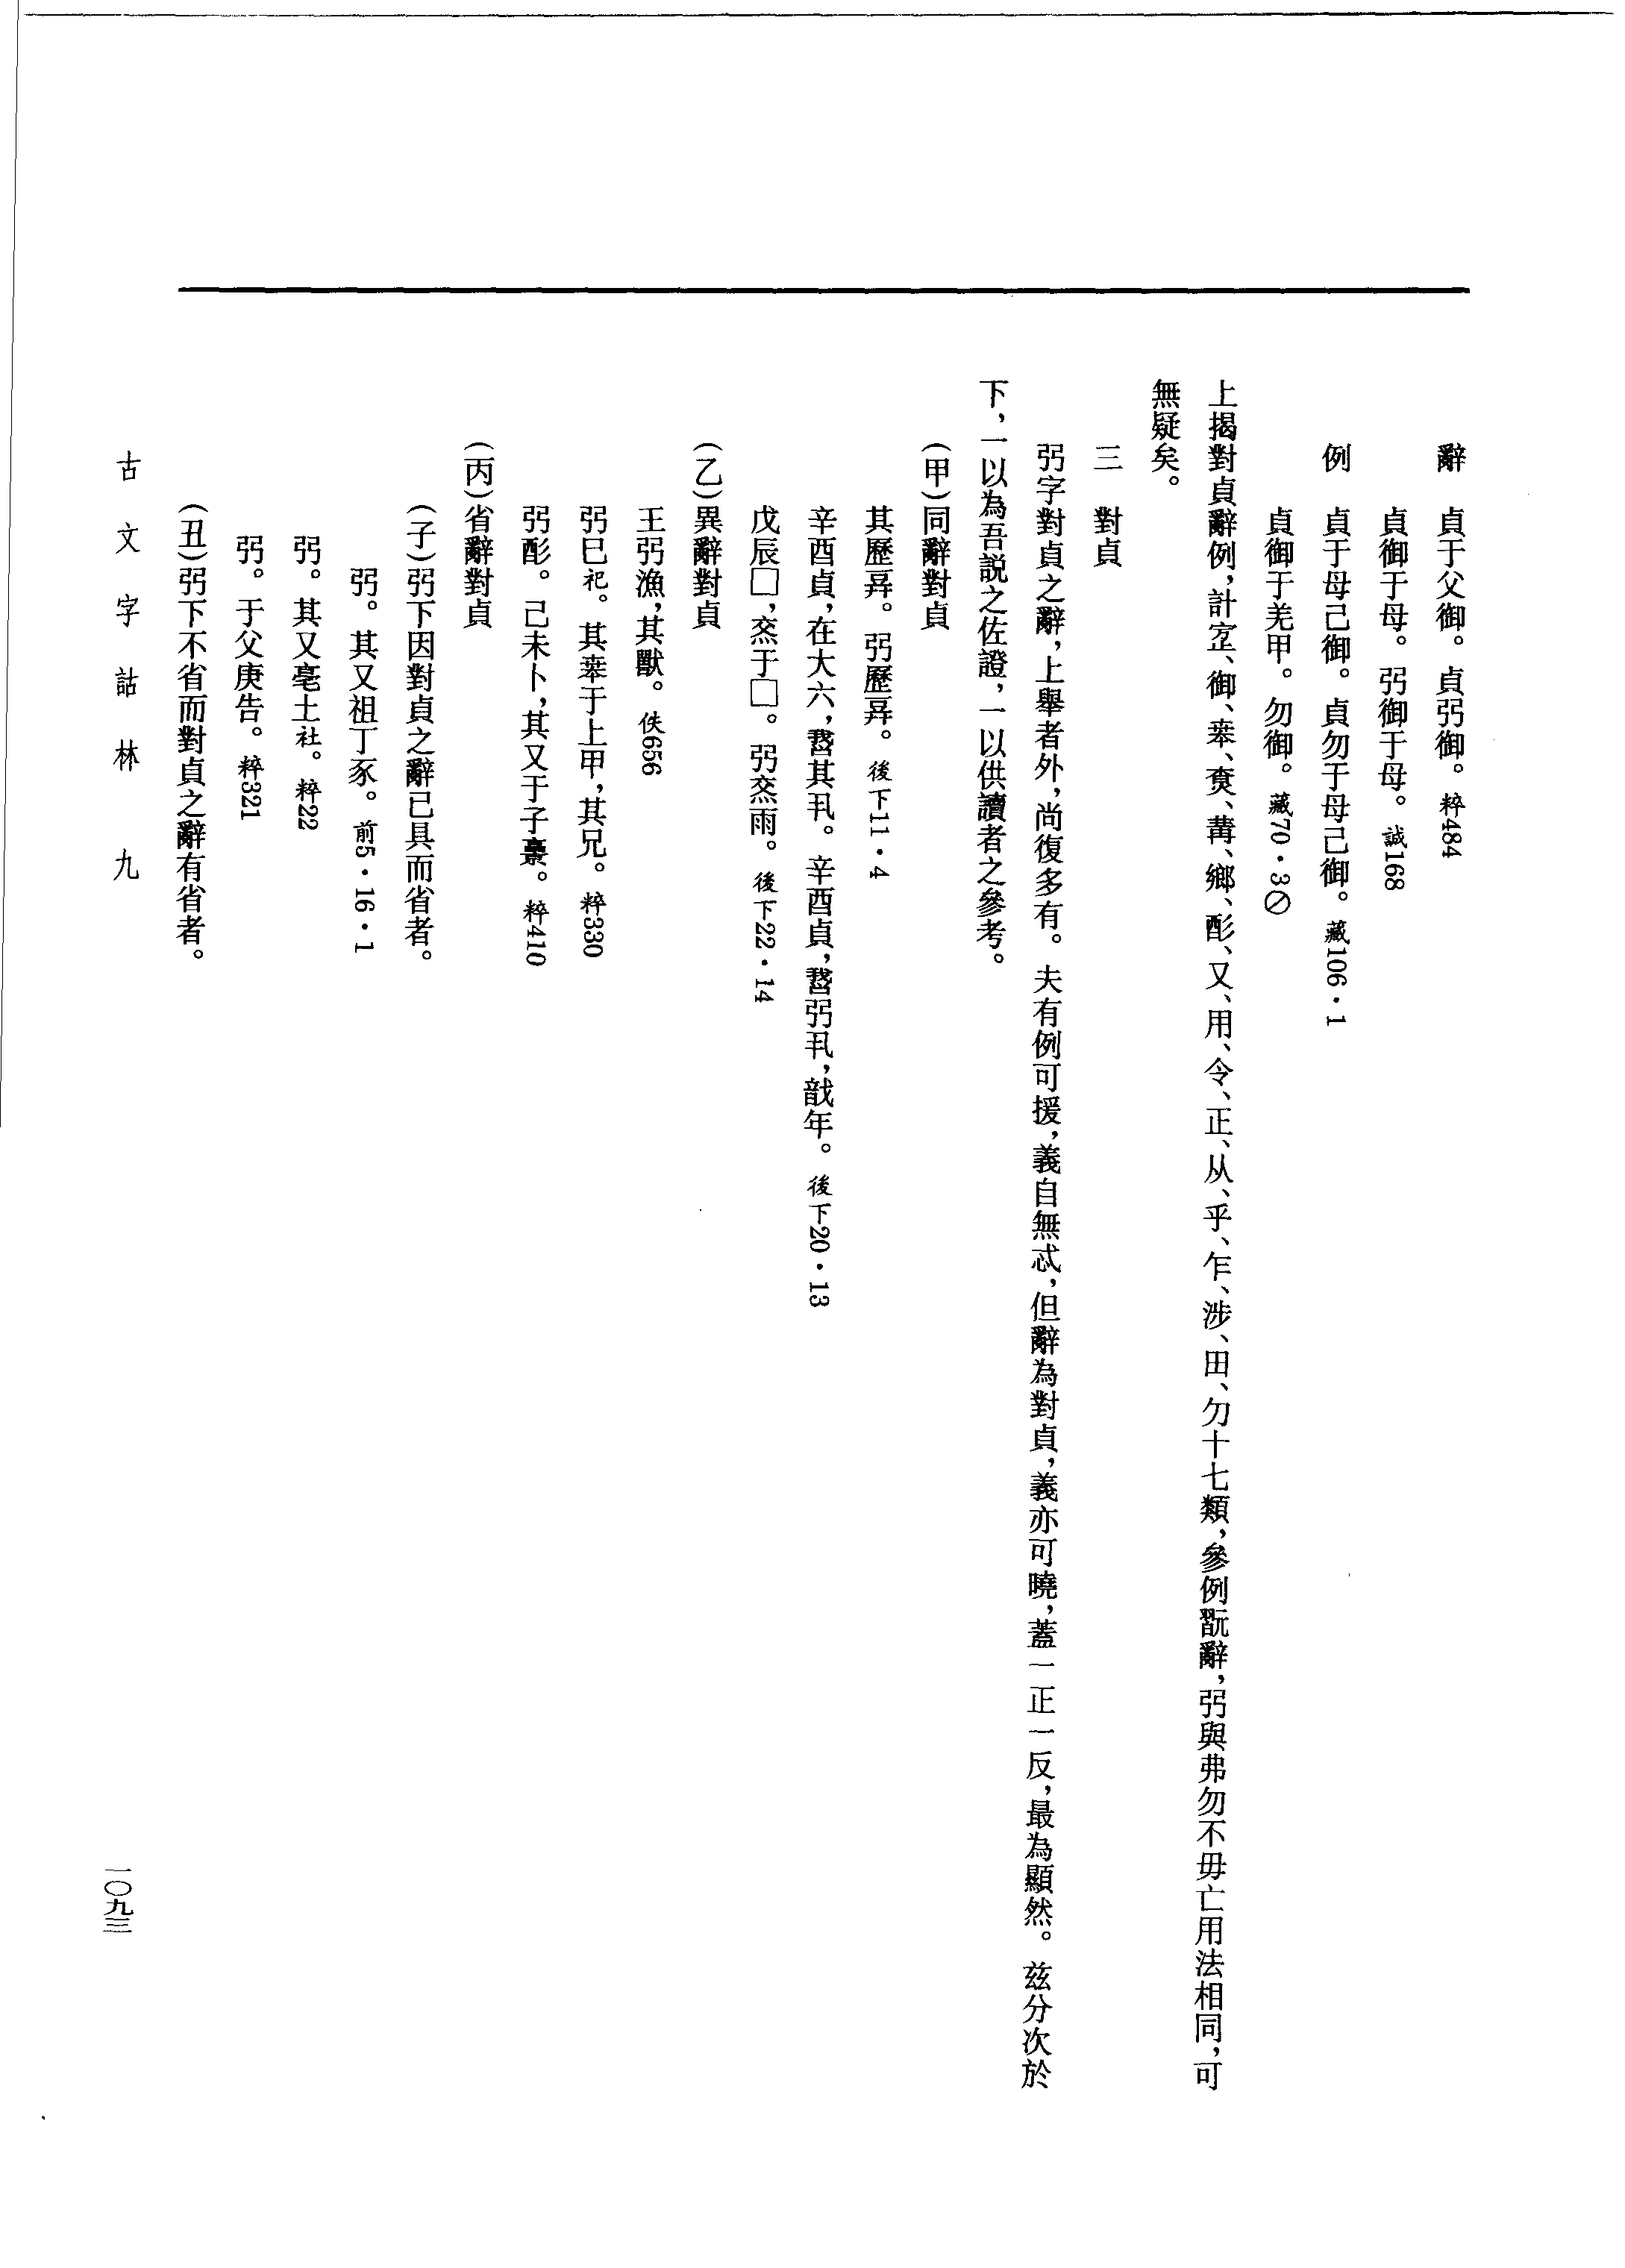 辭　貞于父御。貞弜御。粹484
貞御于母。弜御于母。誠168
例　貞于母己御。貞勿于母己御。藏106·1
貞御于羌甲。勿御。藏70·3
上揭對貞辭例，計、御、𠦪、、冓、鄉、酌、又、用、令、正、从、乎、乍、涉、田、勿十七類，參例翫辭，弜與弗勿不毋亡用法相同，可
無疑矣。
三　對貞
弜字對貞之辭，上舉者外，尚復多有。夫有例可援，義自無忒，但辭為對貞，義亦可曉，蓋一正一反，最為顯然。茲分次於
下，一以為吾説之佐證，一以供讀者之參考。
（甲）同辭對貞
其歷。弜歷。後下11·4
辛酉貞，在大六，其。辛酉貞，弜，年。後下20·13
戊辰□，烄于□。弜烄雨。後下22·14
（乙）異辭對貞
王弜漁，其獸。佚656
弜巳祀。其𠦪于上甲，其兄。粹330
弜酌。己未卜，其又于子。粹410
（丙）省辭對貞
（子）弜下因對貞之辭已具而省者。
弜。其又祖丁豕。前5·16·1
弜。其又亳土社。粹22
弜。于父庚告。粹321
（丑）弜下不省而對貞之辭有省者。
古文字詁林　九
一〇九三